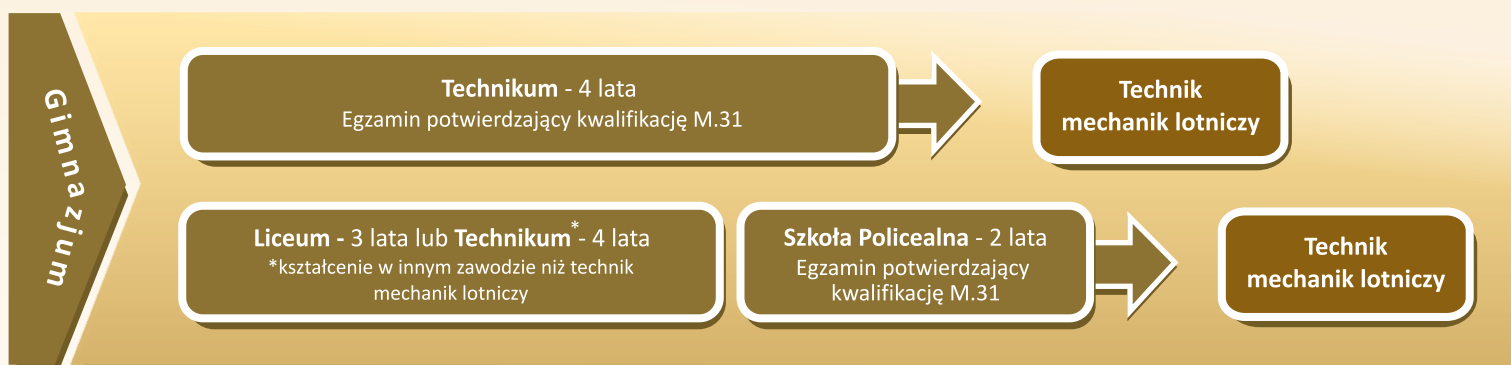 Gimnazjum
Technikum - 4 lata
Egzamin potwierdzający kwalifikację M.31
Technik
mechanik lotniczy
Liceum - 3 lata lub Technikum* - 4 lata
*kształcenie w innym zawodzie niż technik
mechanik lotniczy
Szkoła Policealna - 2 lata
Egzamin potwierdzający
kwalifikację M.31
Technik
mechanik lotniczy